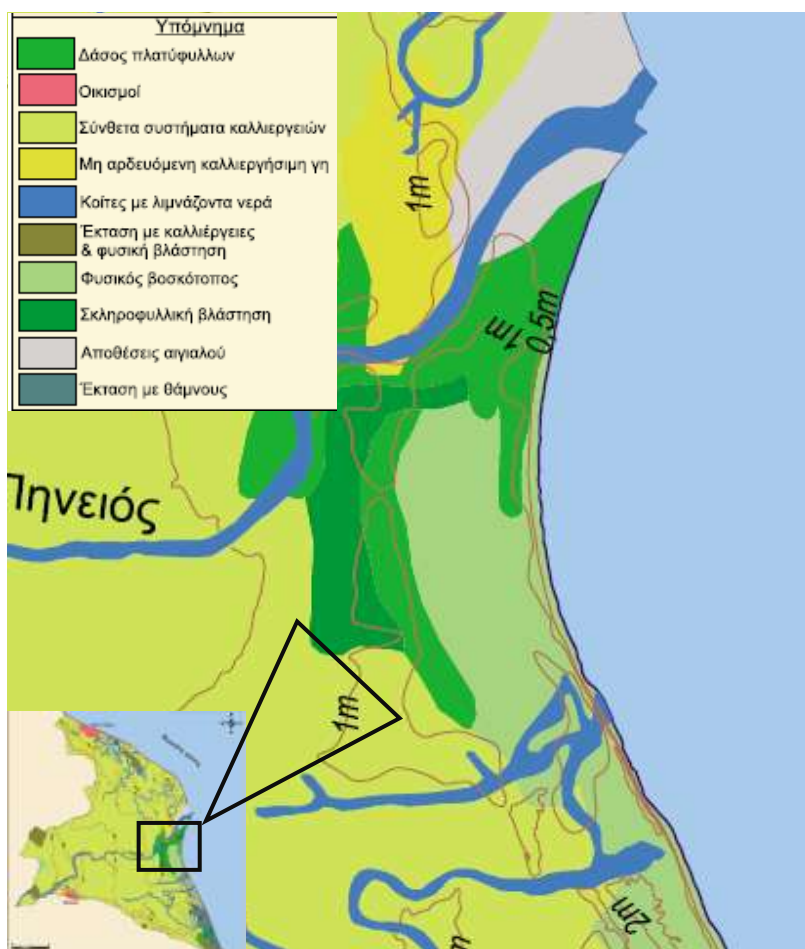 Υπόμνημα
Δάσος πλατύφυλλων
Οικισμοί
Σύνθετα συστήματα καλλιεργειών
Μη αρδευόμενη καλλιεργήσιμη γη
Κοίτες με λιμνάζοντα νερά
Έκταση με καλλιέργειες
& φυσική βλάστηση
Φυσικός βοσκότοπος
Σκληροφυλλική βλάστηση
Αποθέσεις αιγιαλού
Έκταση με θάμνους
1m
1m
0,5m
Πηνειός
1m
2m
m